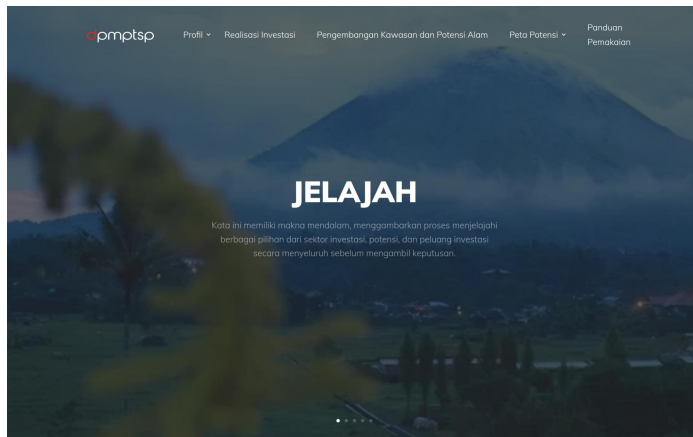 dpmptsp
Profil
Realisasi Investasi
Pengembangan Kawasan dan Potensi Alam
Peta Potensi
Panduan
Pemakaian
JELAJAH
Kata ini memiliki makna mendalam, menggambarkan proses menjelajahi
berbagai pilihan dari sektor investasi, potensi, dan peluang investasi
secara menyeluruh sebelum mengambil keputusan.